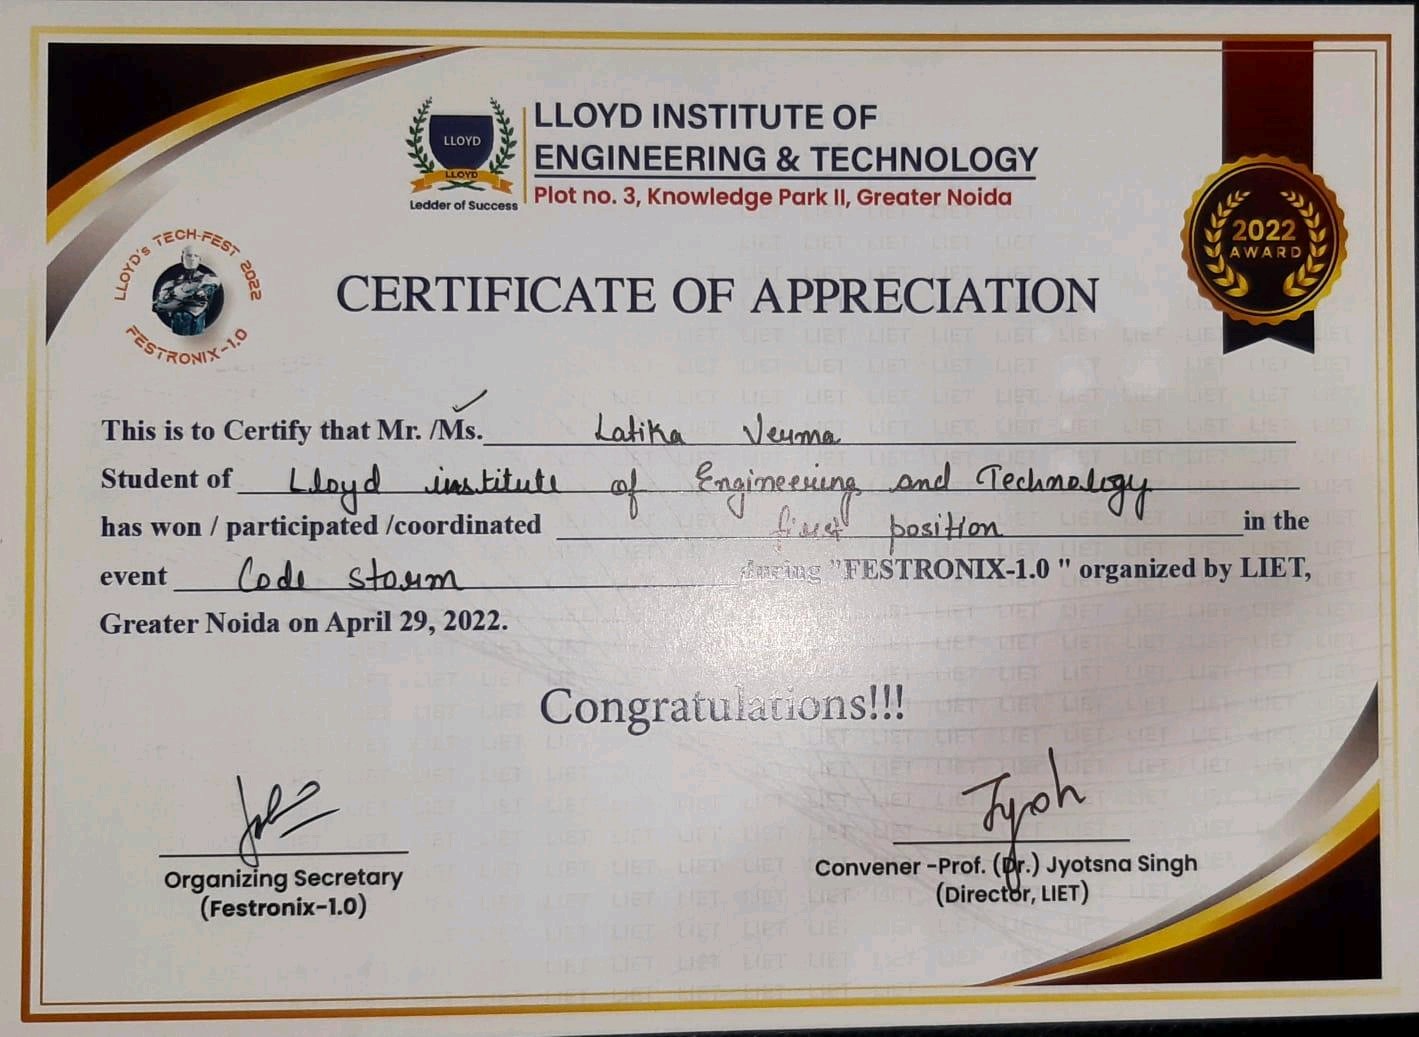 LLOYD
LLOYD
Ledder of Success
LLOYD INSTITUTE OF
ENGINEERING & TECHNOLOGY
Plot no. 3, Knowledge Park II, Greater Noida
LLOYD'S TECH-FEST 2022
FESTRONIX-1.0
2022
AWARD
CERTIFICATE OF APPRECIATION
This is to Certify that Mr. /Ms. Latika Verma
Student of Lloyd institute of Engineering and Technology
has won / participated /coordinated first position in the
event Code storm during "FESTRONIX-1.0 " organized by LIET,
Greater Noida on April 29, 2022.
Congratulations!!!
Organizing Secretary
(Festronix-1.0)
Jyoh
Convener -Prof. (Dr.) Jyotsna Singh
(Director, LIET)